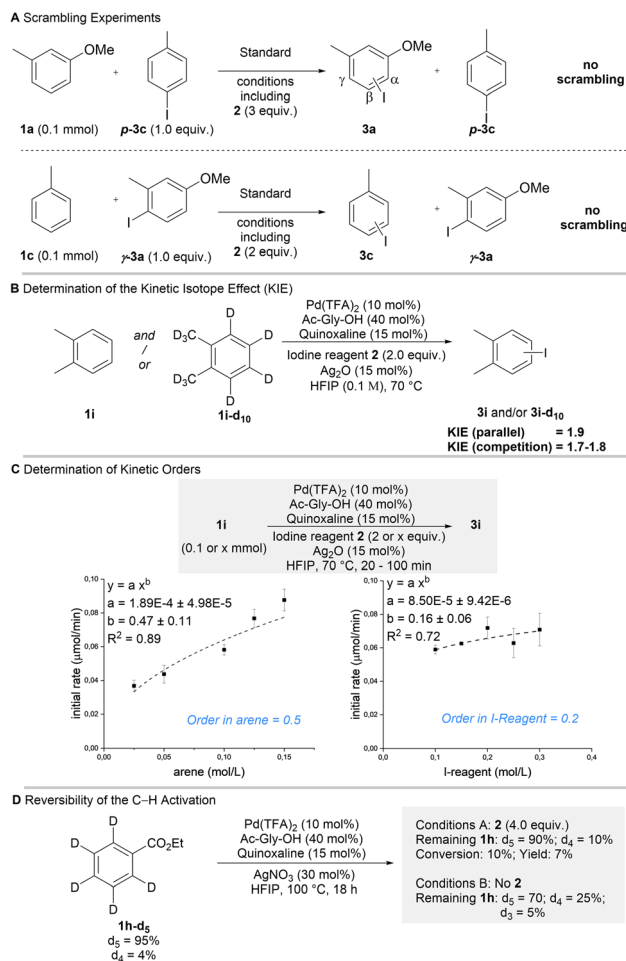 A Scrambling Experiments
OMe
+
I
1a (0.1 mmol)
p-3c (1.0 equiv.)
Standard
conditions
including
2 (3 equiv.)
OMe
γ
α
β
I
3a
+
I
p-3c
no
scrambling
1c (0.1 mmol)
+
OMe
I
γ-3a (1.0 equiv.)
Standard
conditions
including
2 (2 equiv.)
I
3c
+
OMe
I
γ-3a
no
scrambling
B Determination of the Kinetic Isotope Effect (KIE)
1i
and
/
or
D
D3C
D
D3C
D
D
1i-d10
Pd(TFA)2 (10 mol%)
Ac-Gly-OH (40 mol%)
Quinoxaline (15 mol%)
Iodine reagent 2 (2.0 equiv.)
Ag2O (15 mol%)
HFIP (0.1 M), 70 °C
I
3i and/or 3i-d10
KIE (parallel) = 1.9
KIE (competition) = 1.7-1.8
C Determination of Kinetic Orders
1i
(0.1 or x mmol)
Pd(TFA)2 (10 mol%)
Ac-Gly-OH (40 mol%)
Quinoxaline (15 mol%)
Iodine reagent 2 (2 or x equiv.)
Ag2O (15 mol%)
HFIP, 70 °C, 20 - 100 min
3i
initial rate (μmol/min)
0,10
0,08
0,06
0,04
0,02
0,00
y = a x^b
a = 1.89E-4 ± 4.98E-5
b = 0.47 ± 0.11
R² = 0.89
Order in arene = 0.5
0,00 0,05 0,10 0,15
arene (mol/L)
initial rate (μmol/min)
0,10
0,08
0,06
0,04
0,02
0,00
y = a x^b
a = 8.50E-5 ± 9.42E-6
b = 0.16 ± 0.06
R² = 0.72
Order in I-Reagent = 0.2
0,0 0,1 0,2 0,3 0,4
I-reagent (mol/L)
D Reversibility of the C–H Activation
D
D
CO2Et
D
D
D
1h-d5
d5 = 95%
d4 = 4%
Pd(TFA)2 (10 mol%)
Ac-Gly-OH (40 mol%)
Quinoxaline (15 mol%)
AgNO3 (30 mol%)
HFIP, 100 °C, 18 h
Conditions A: 2 (4.0 equiv.)
Remaining 1h: d5 = 90%; d4 = 10%
Conversion: 10%; Yield: 7%
Conditions B: No 2
Remaining 1h: d5 = 70; d4 = 25%;
d3 = 5%